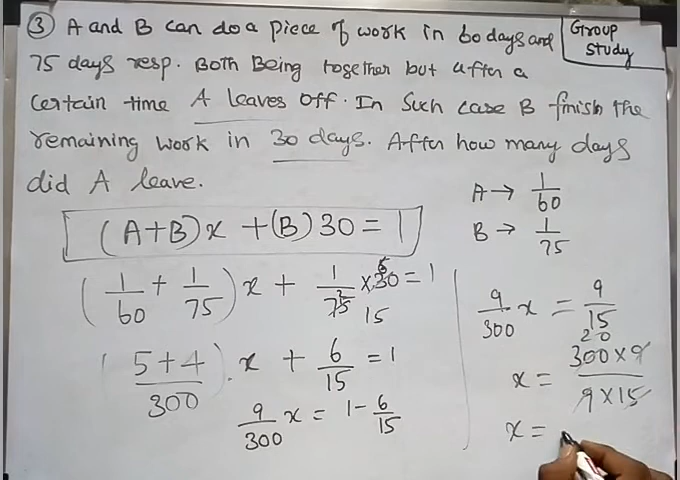 ③ A and B can do a piece of work in 60 days and
75 days resp. Both Being together but after a
certain time A leaves off. In Such case B finish the
remaining work in 30 days. After how many days
did A leave.
Group
Study
A → 1/60
B → 1/75
(A+B)x + (B)30 = 1
(1/60 + 1/75)x + 1/75 × 30 = 1
15
(5+4/300).x + 6/15 = 1
9/300 x = 1 - 6/15
9/300 x = 9/15
20
x = 300×9/9×15
x =